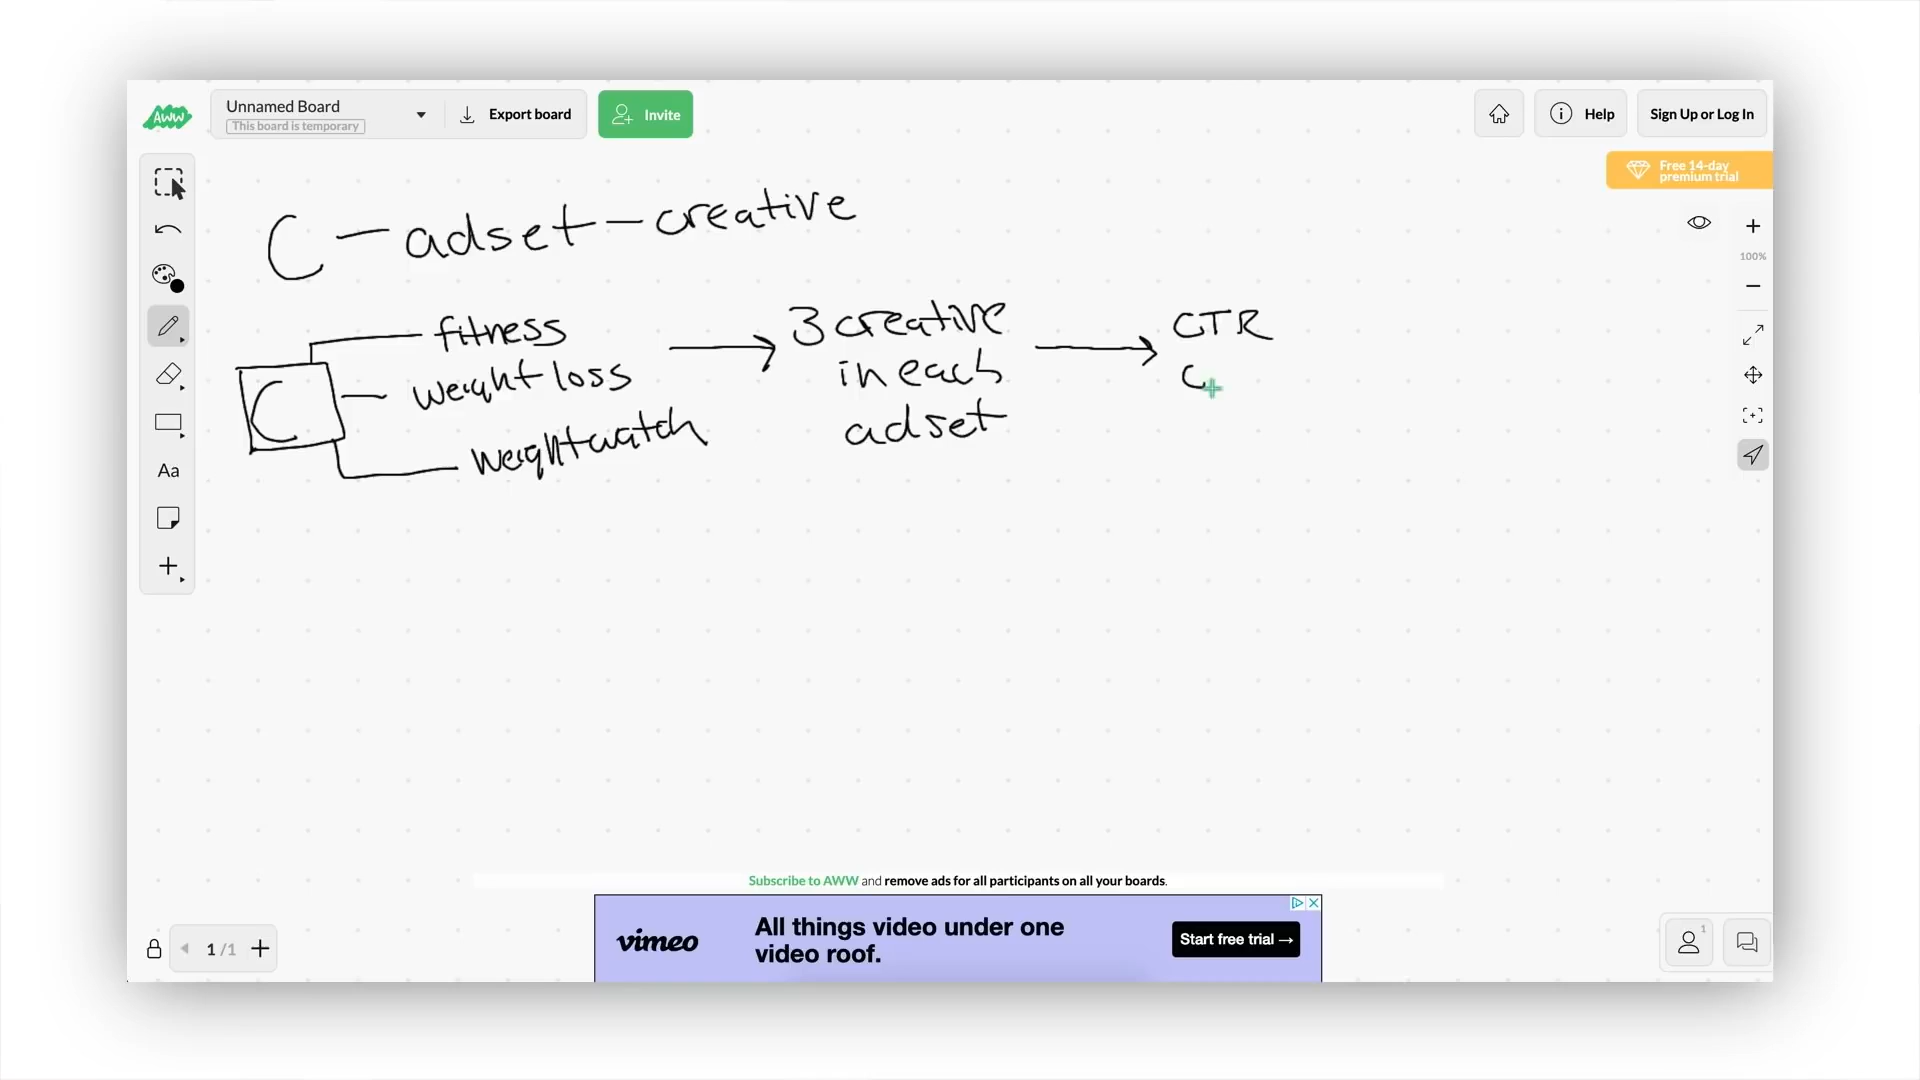 AWW
Unnamed Board
This board is temporary
Export board
Invite
Help
Sign Up or Log In
Free 14-day
premium trial
100%
Aa
C - adset - creative
C
fitness
weight loss
weightwatch
3 creative
in each
adset
CTR
C
Subscribe to AWW and remove ads for all participants on all your boards.
vimeo
All things video under one
video roof.
Start free trial →
1 / 1
1